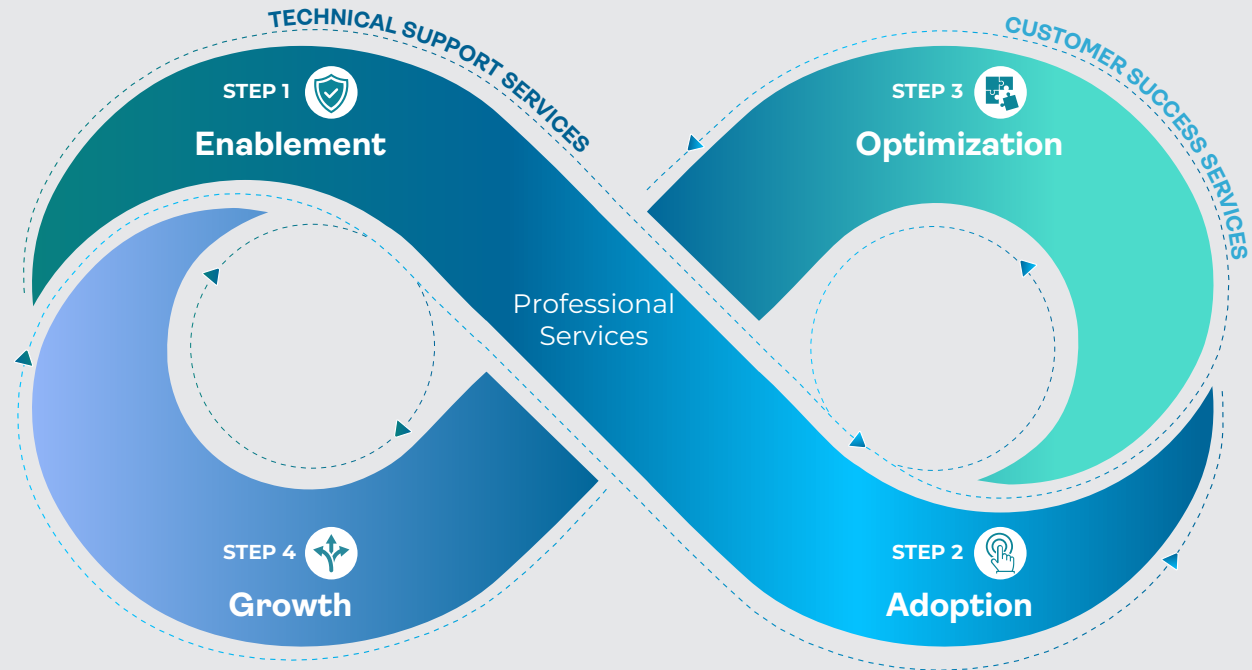 TECHNICAL SUPPORT SERVICES
STEP 1
Enablement
CUSTOMER SUCCESS SERVICES
STEP 3
Optimization
Professional
Services
STEP 4
Growth
STEP 2
Adoption